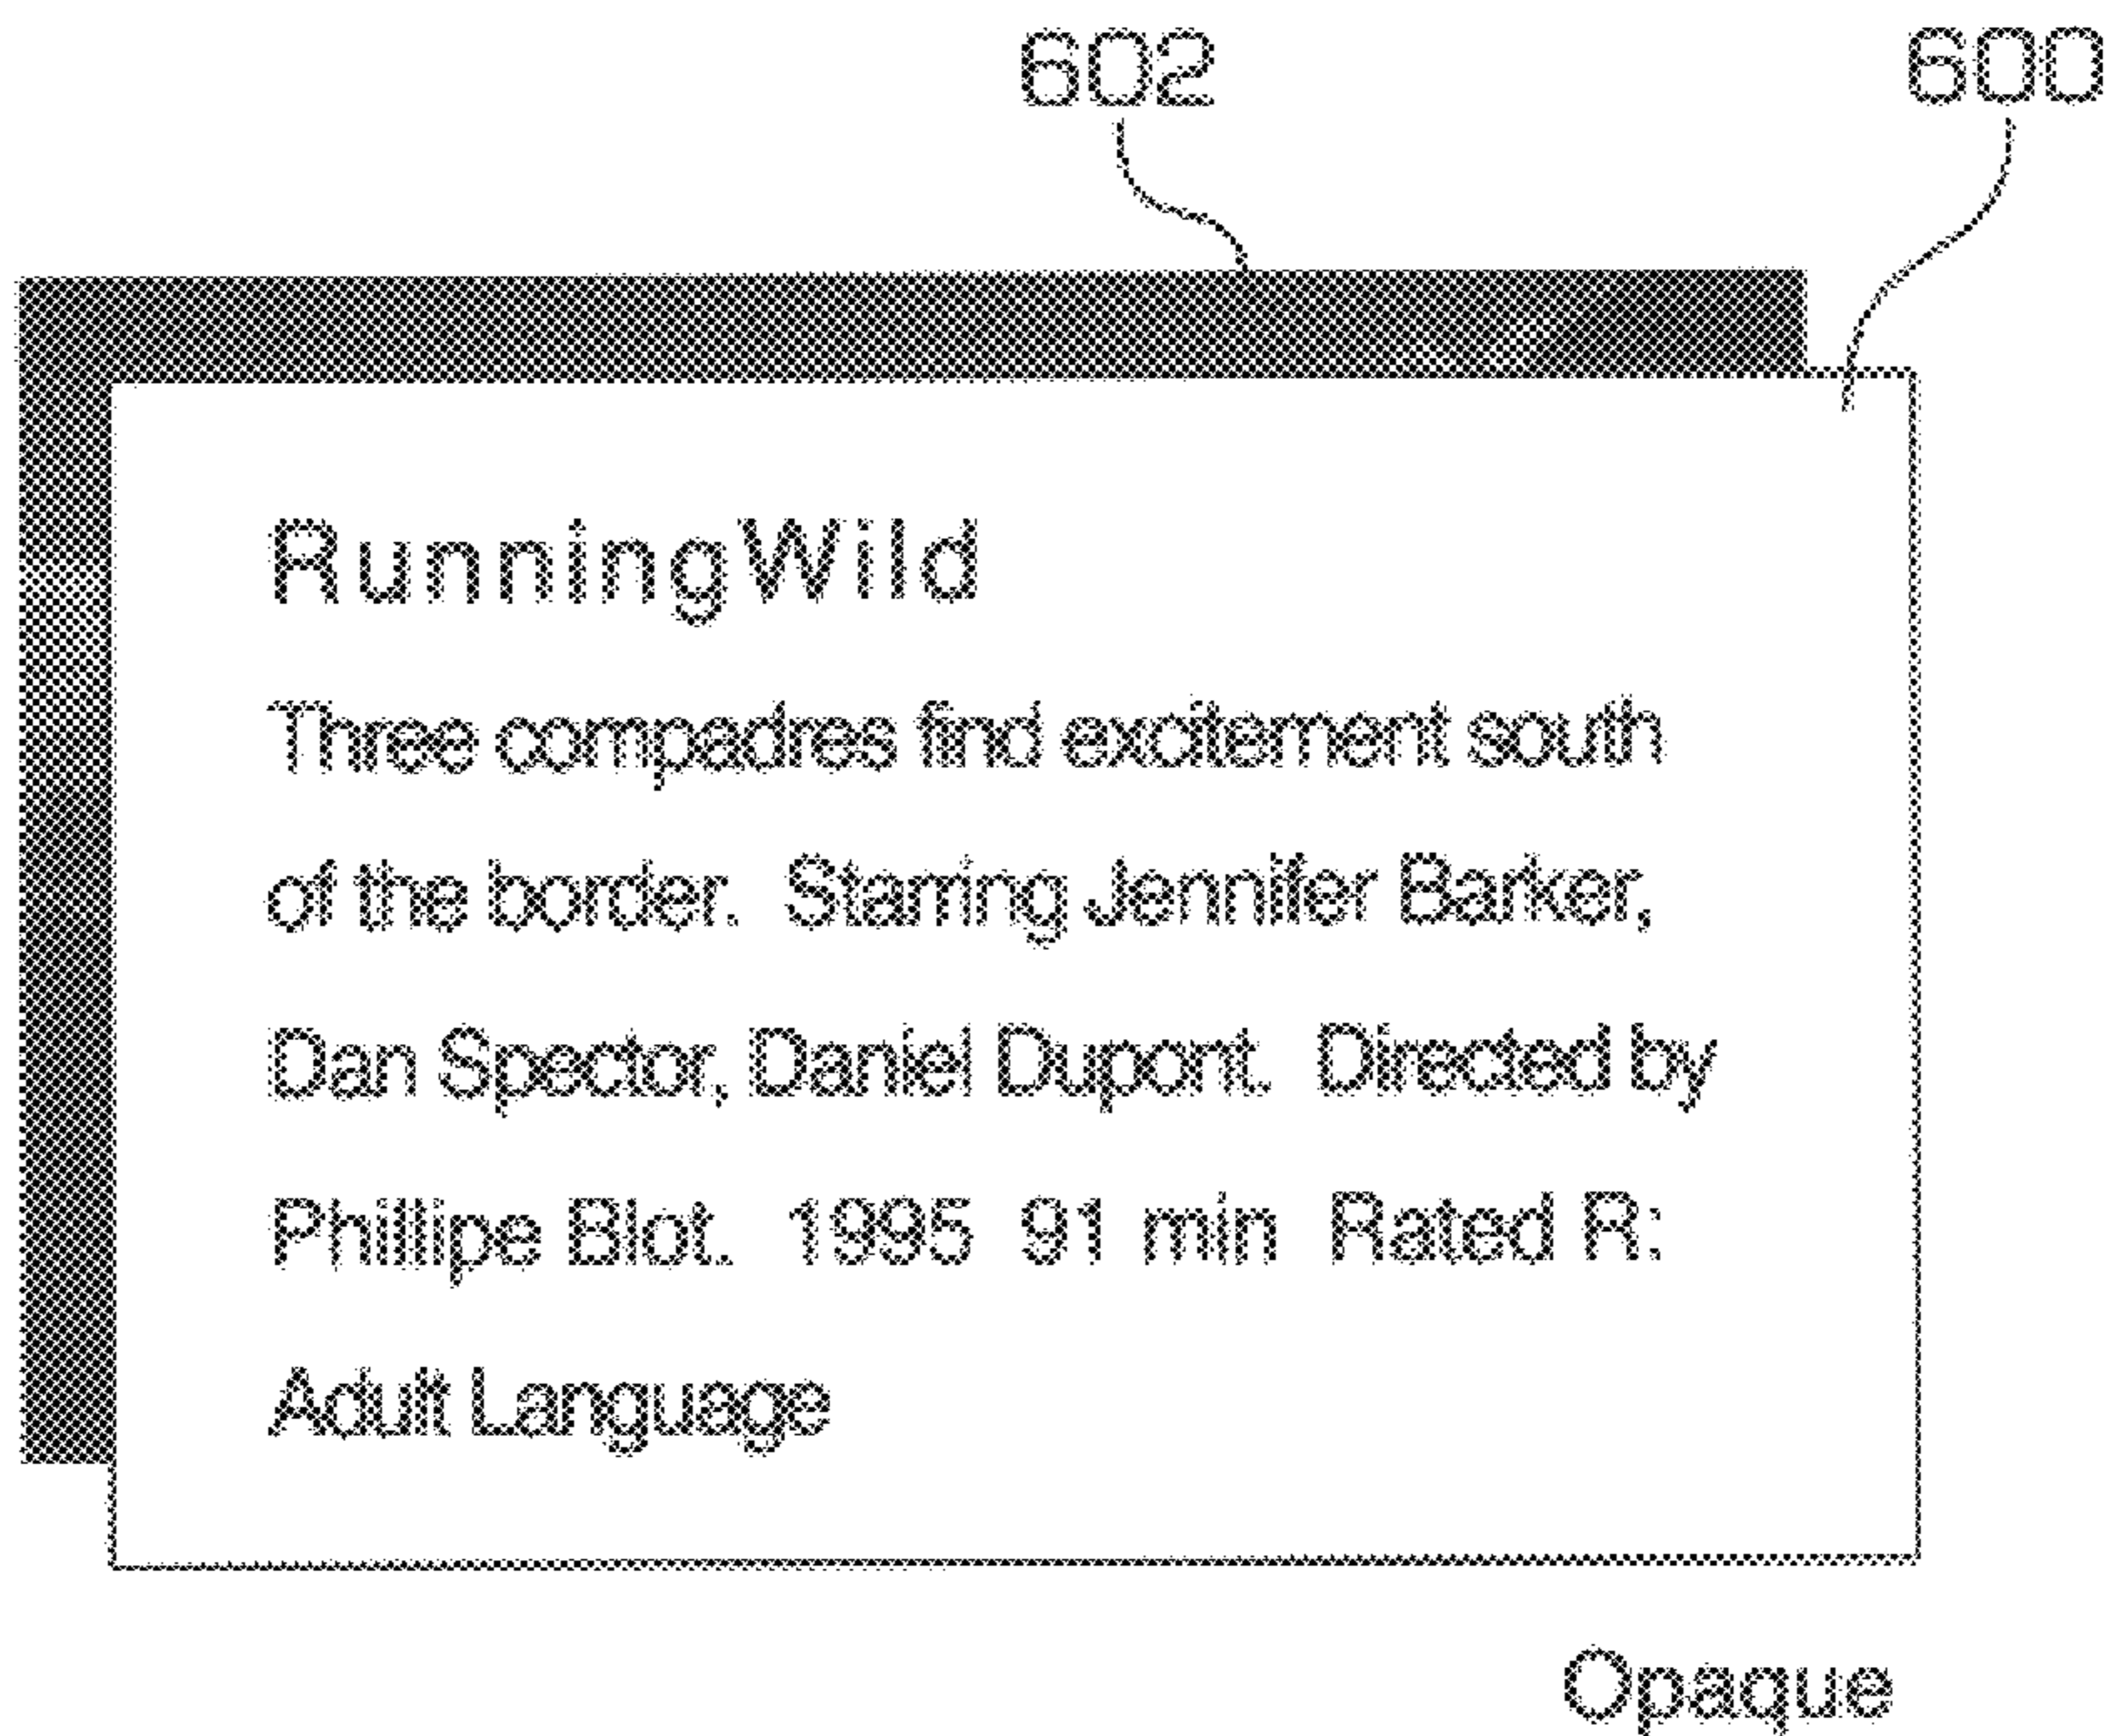 602 600
RunningWild
Three compadres find excitement south
of the border. Starring Jennifer Barker,
Dan Spector, Daniel Dupont. Directed by
Phillipe Blot. 1995 91 min Rated R:
Adult Language
Opaque